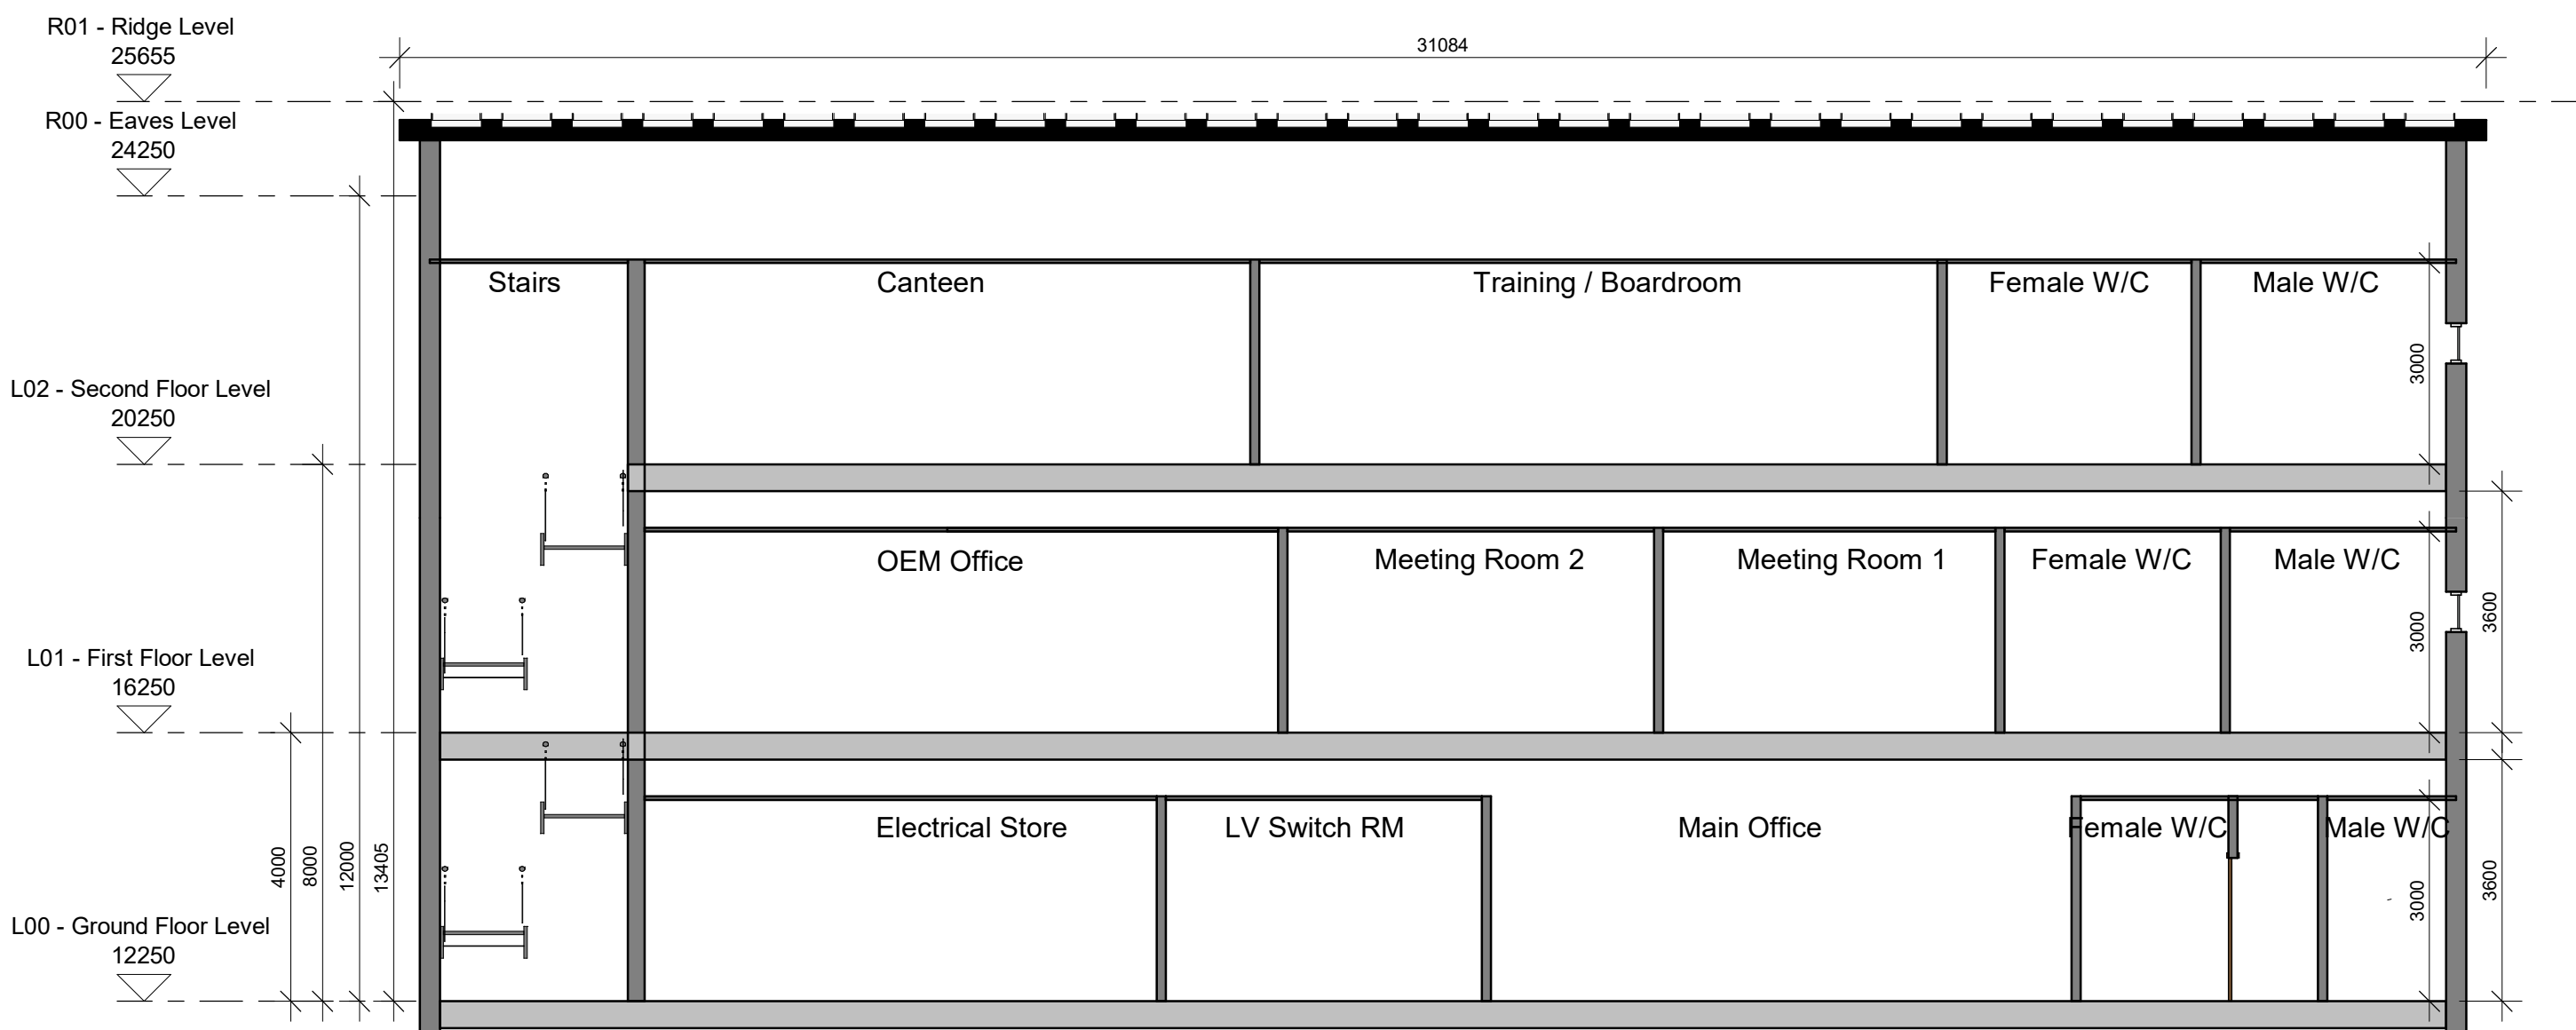 R01 - Ridge Level
25655
31084
R00 - Eaves Level
24250
Stairs
Canteen
Training / Boardroom
Female W/C
Male W/C
3000
L02 - Second Floor Level
20250
OEM Office
Meeting Room 2
Meeting Room 1
Female W/C
Male W/C
3000
3600
L01 - First Floor Level
16250
Electrical Store
LV Switch RM
Main Office
Female W/C
Male W/C
4000
8000
12000
13405
3000
3600
L00 - Ground Floor Level
12250